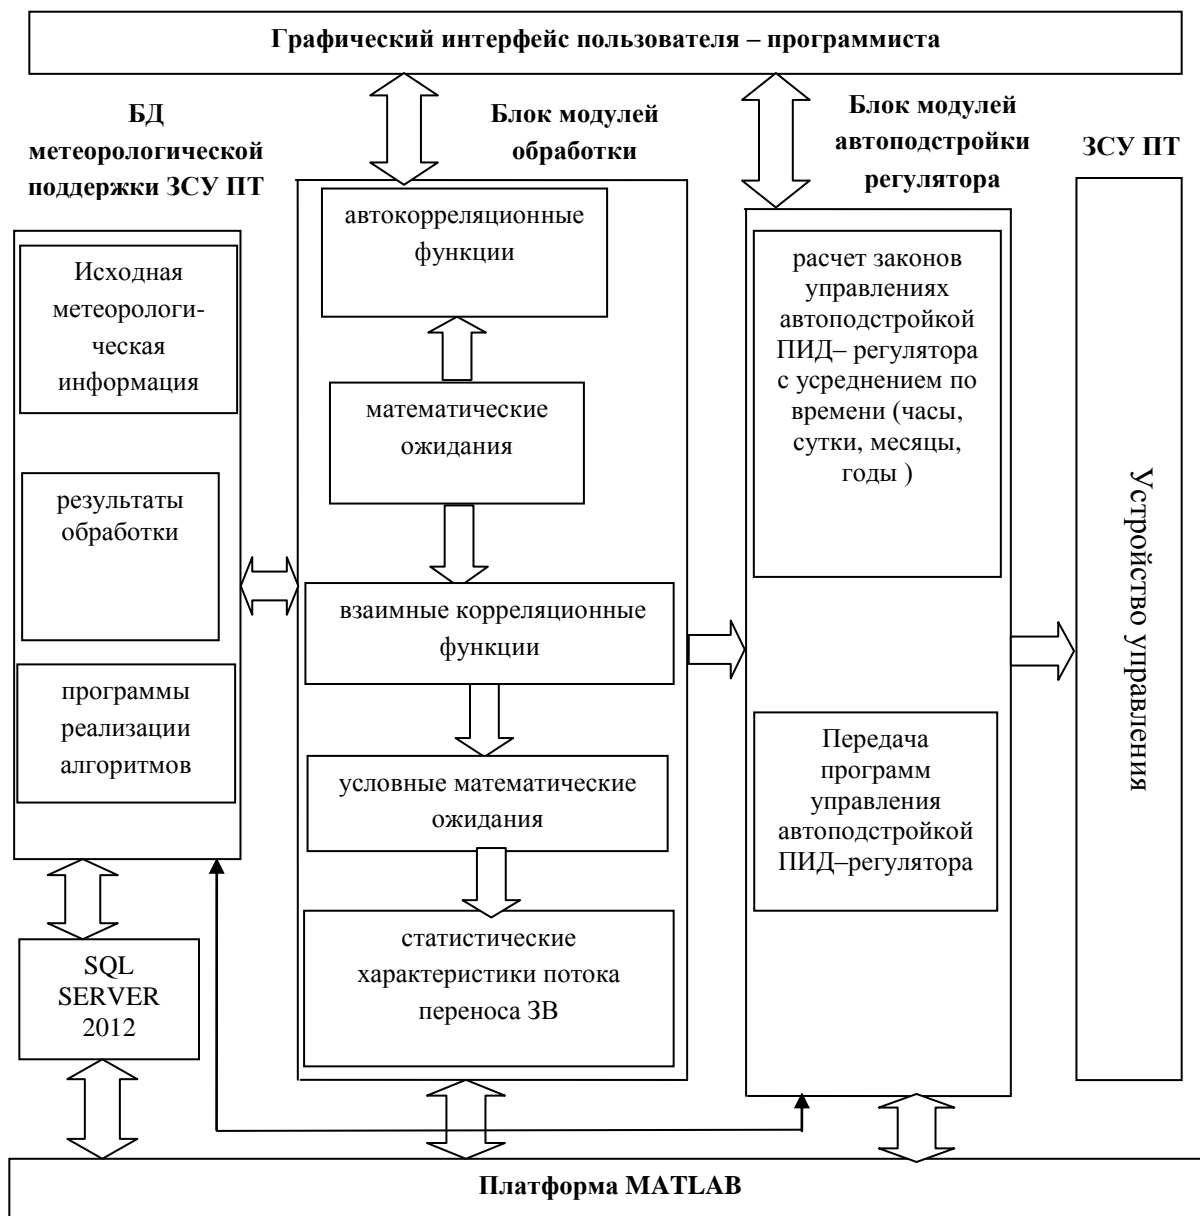 Графический интерфейс пользователя – программиста
БД
метеорологической
поддержки ЗСУ ПТ
Блок модулей
обработки
Блок модулей
автоподстройки
регулятора
ЗСУ ПТ
Исходная
метеорологи-
ческая
информация
результаты
обработки
программы
реализации
алгоритмов
SQL
SERVER
2012
автокорреляционные
функции
математические
ожидания
взаимные корреляционные
функции
условные математические
ожидания
статистические
характеристики потока
переноса ЗВ
расчет законов
управлениях
автоподстройкой
ПИД– регулятора
с усреднением по
времени (часы,
сутки, месяцы,
годы )
Передача
программ
управления
автоподстройкой
ПИД–регулятора
Устройство управления
Платформа MATLAB